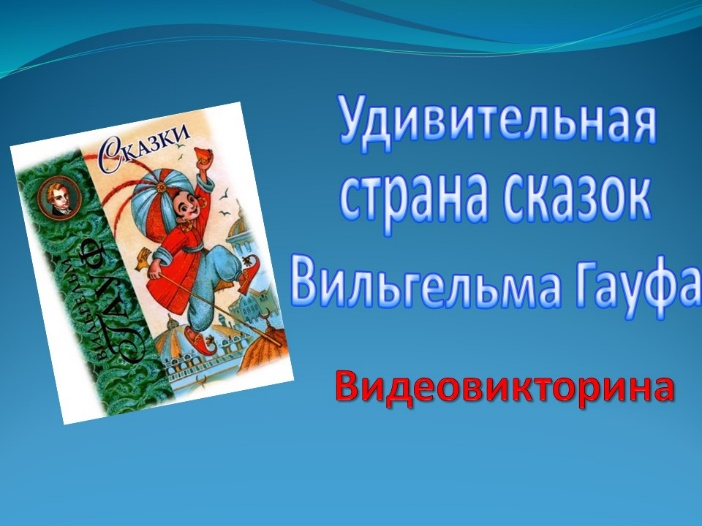 Сказки
Вильгельм
Гауф
Удивительная
страна сказок
Вильгельма Гауфа
Видеовикторина